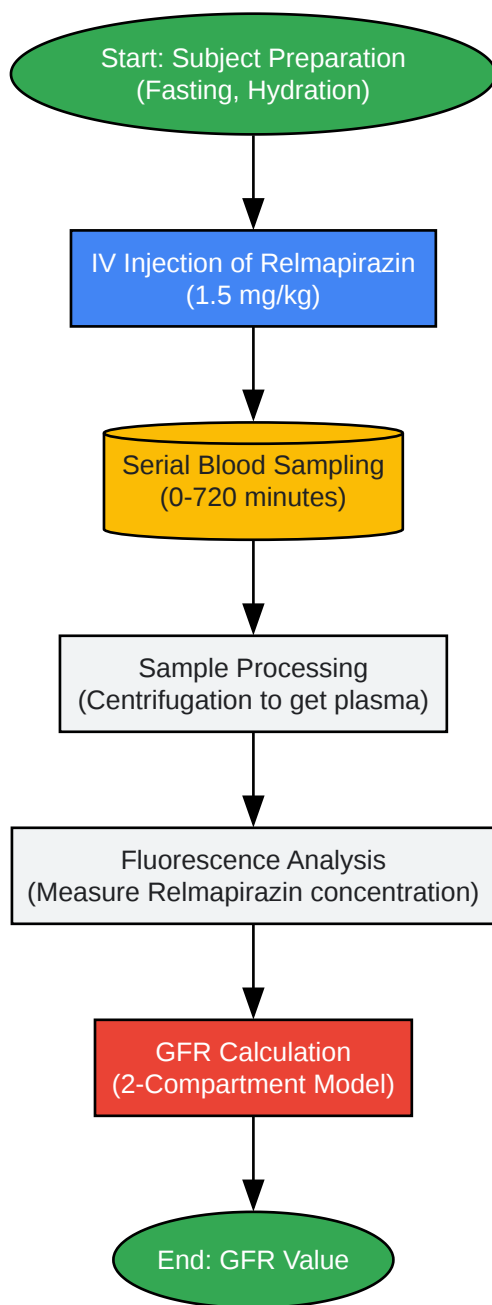 Start: Subject Preparation
(Fasting, Hydration)
IV Injection of Relmapirazin
(1.5 mg/kg)
Serial Blood Sampling
(0-720 minutes)
Sample Processing
(Centrifugation to get plasma)
Fluorescence Analysis
(Measure Relmapirazin concentration)
GFR Calculation
(2-Compartment Model)
End: GFR Value